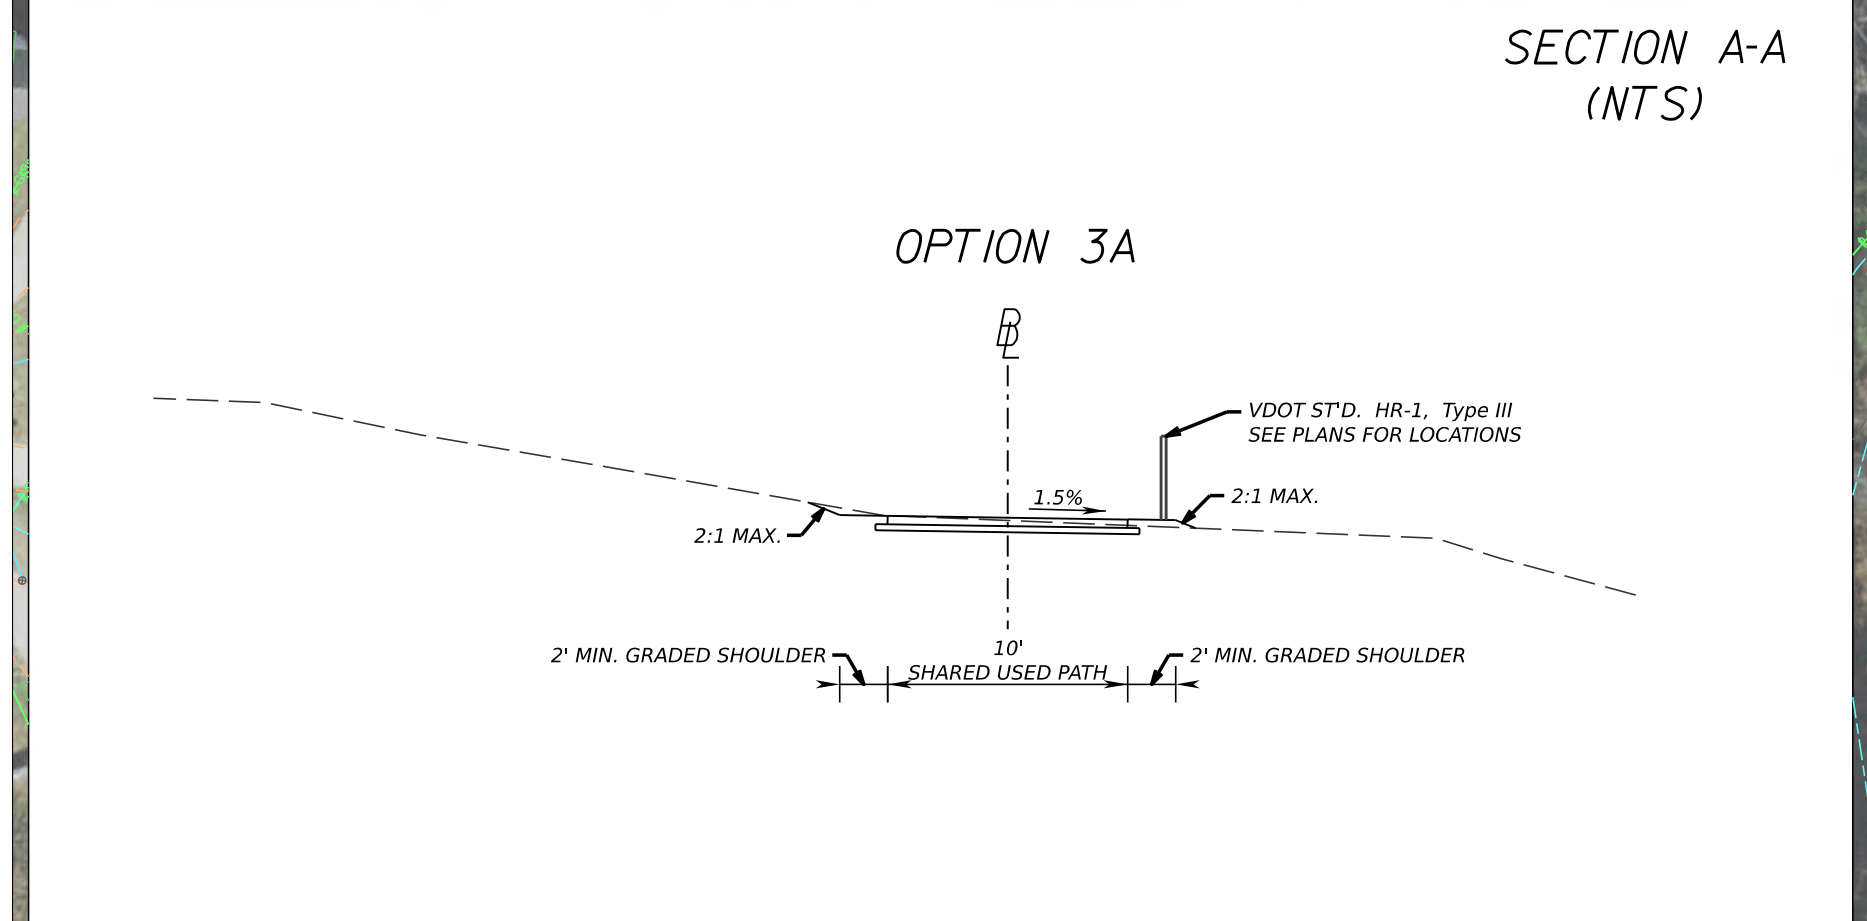 SECTION A-A
(NTS)
OPTION 3A
BL
VDOT ST'D. HR-1, Type III
SEE PLANS FOR LOCATIONS
1.5%
2:1 MAX.
2:1 MAX.
10'
2' MIN. GRADED SHOULDER
2' MIN. GRADED SHOULDER
SHARED USED PATH